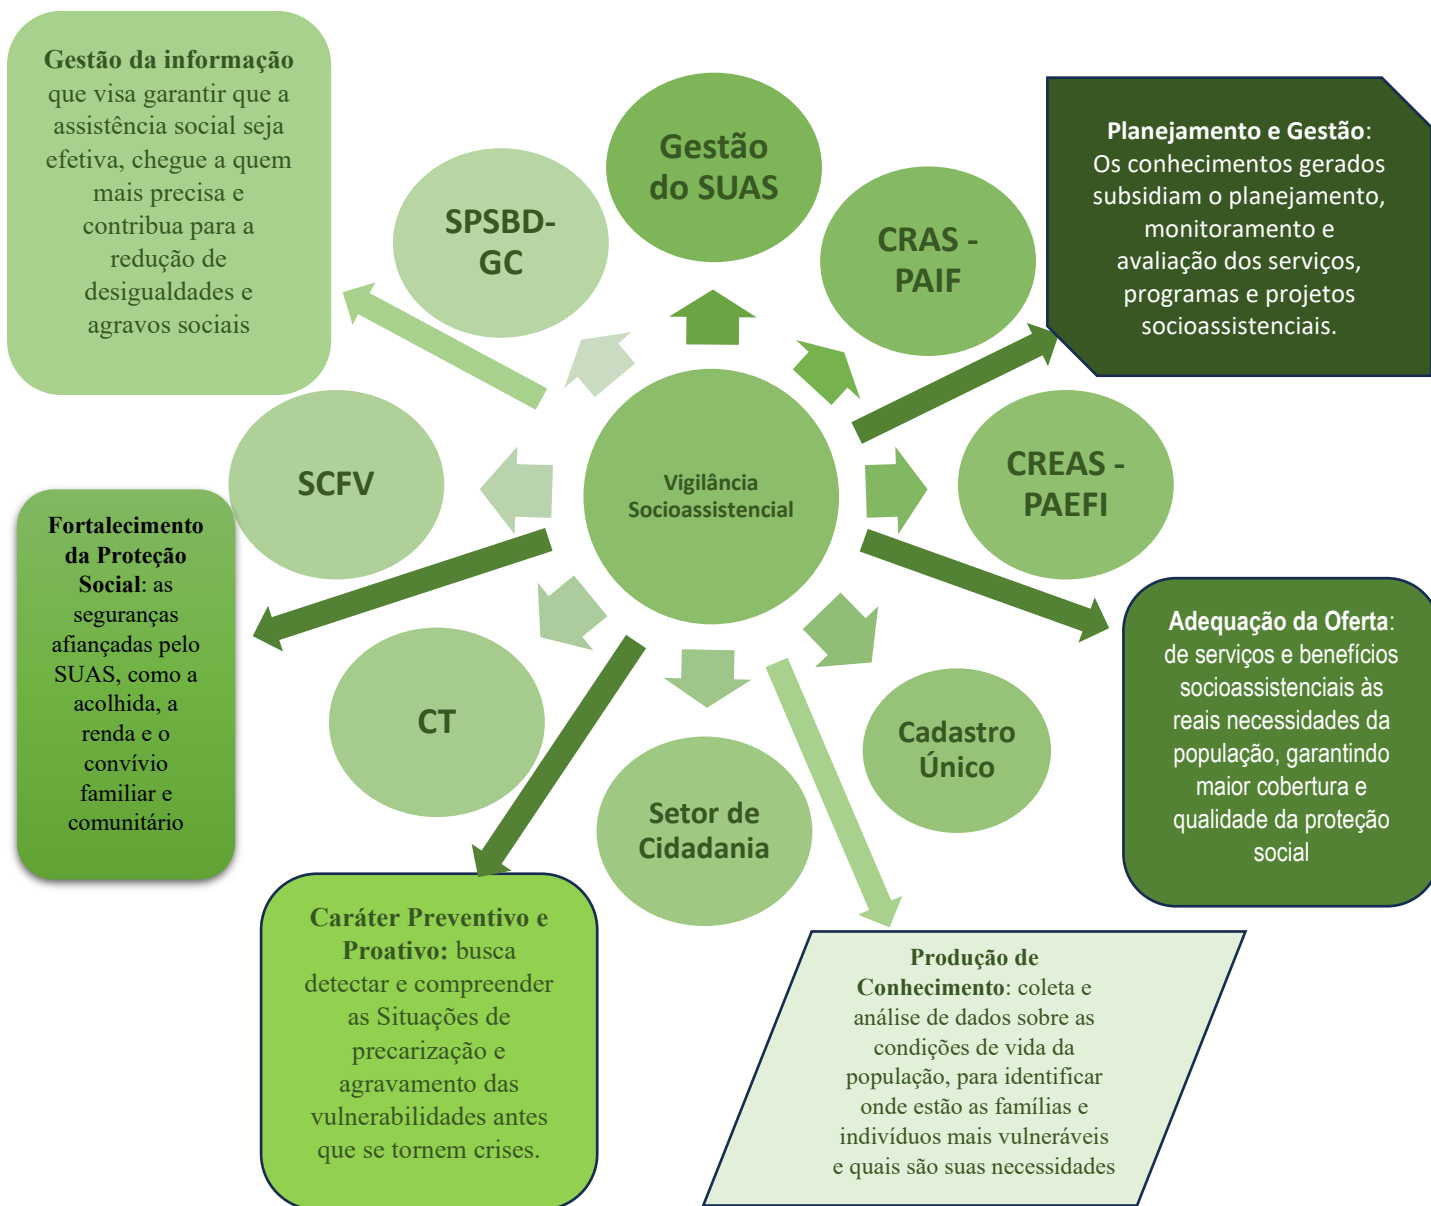 Gestão da informação
que visa garantir que a
assistência social seja
efetiva, chegue a quem
mais precisa e
contribua para a
redução de
desigualdades e
agravos sociais
SPSBD-
GC
Gestão
do SUAS
CRAS -
PAIF
Planejamento e Gestão:
Os conhecimentos gerados
subsidiam o planejamento,
monitoramento e
avaliação dos serviços,
programas e projetos
socioassistenciais.
SCFV
Vigilância
Socioassistencial
CREAS -
PAEFI
Fortalecimento
da Proteção
Social: as
seguranças
afiançadas pelo
SUAS, como a
acolhida, a
renda e o
convívio
familiar e
comunitário
CT
Setor de
Cidadania
Cadastro
Único
Adequação da Oferta:
de serviços e benefícios
socioassistenciais às
reais necessidades da
população, garantindo
maior cobertura e
qualidade da proteção
social
Caráter Preventivo e
Proativo: busca
detectar e compreender
as Situações de
precarização e
agravamento das
vulnerabilidades antes
que se tornem crises.
Produção de
Conhecimento: coleta e
análise de dados sobre as
condições de vida da
população, para identificar
onde estão as famílias e
indivíduos mais vulneráveis
e quais são suas necessidades